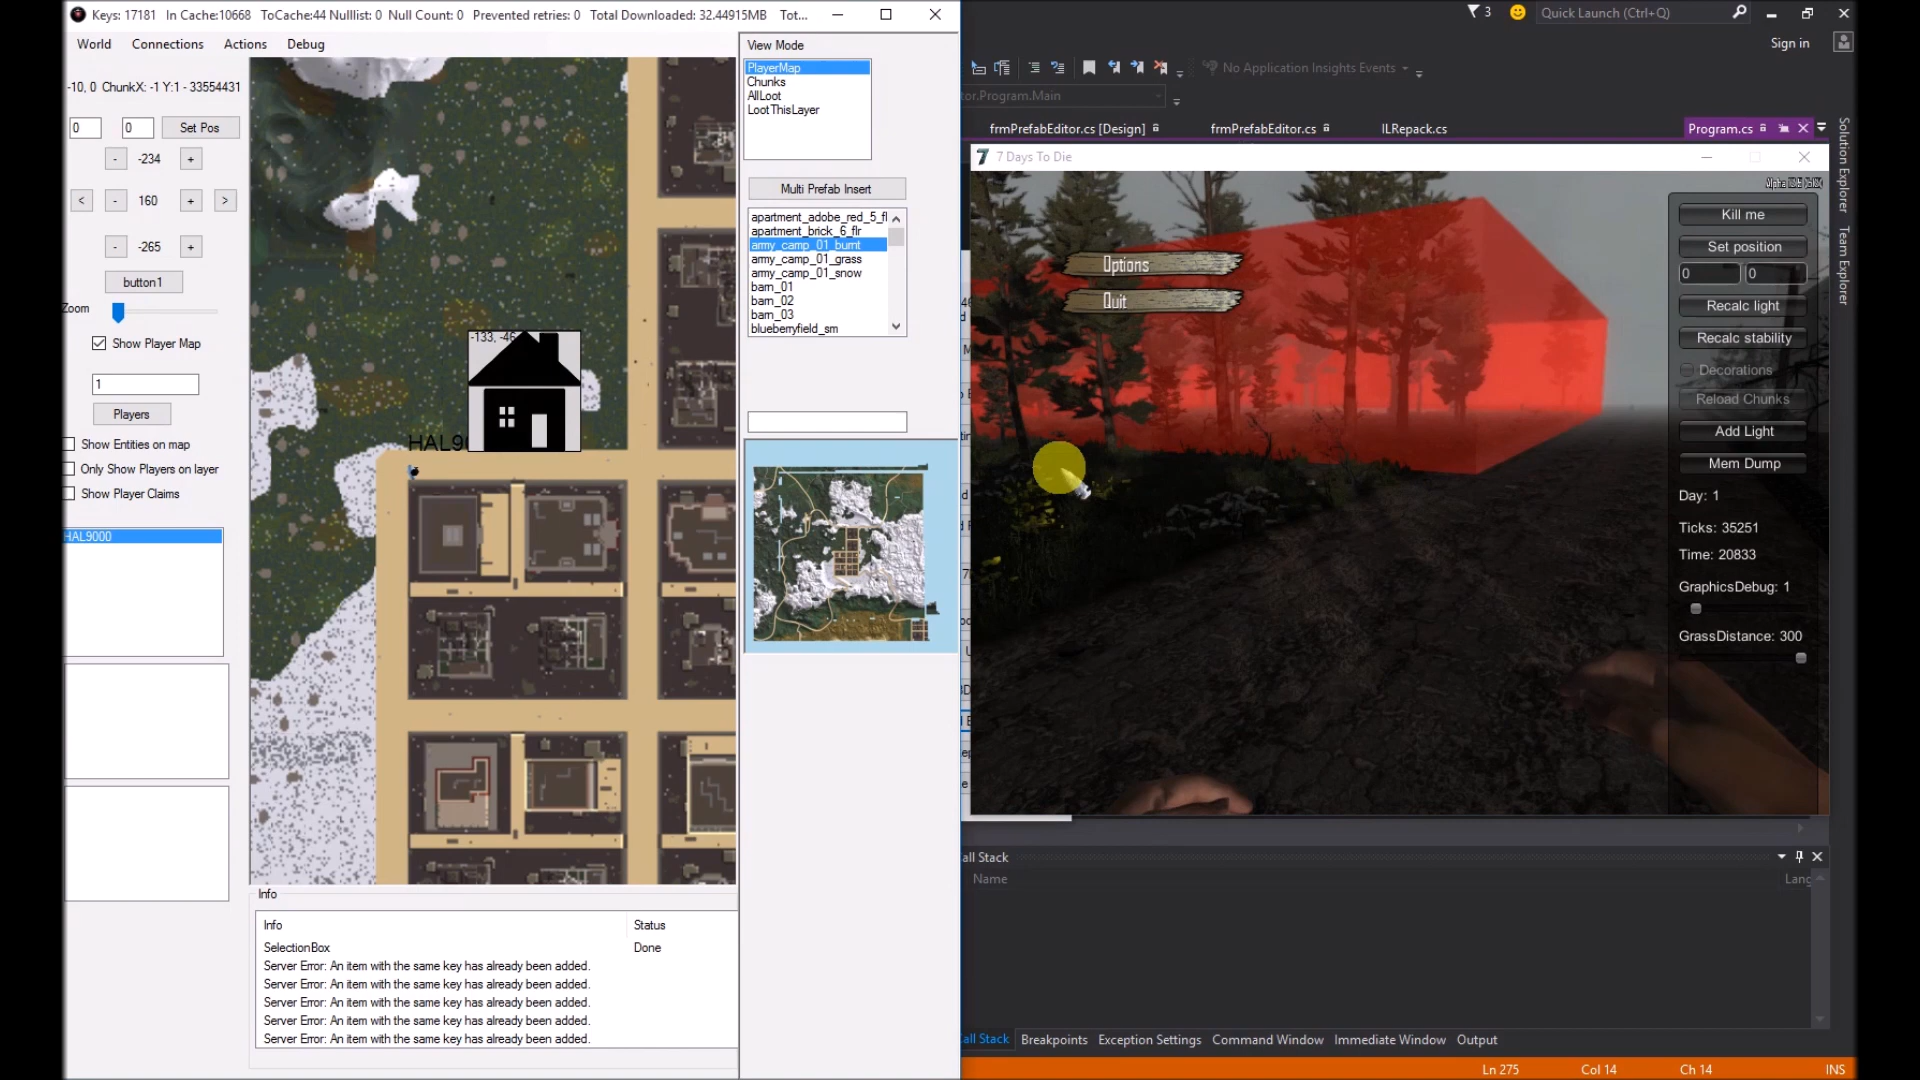 Keys: 17181 In Cache:10668 ToCache:44 Nulllist: 0 Null Count: 0 Prevented retries: 0 Total Downloaded: 32.44915MB Tot...
World Connections Actions Debug
-10, 0 ChunkX: -1 Y:1 - 33554431
0 0 Set Pos
- -234 +
< - 160 + >
- -265 +
button1
Zoom
Show Player Map
1
Players
Show Entities on map
Only Show Players on layer
Show Player Claims
HAL9000
-133, -46
HAL9
Info
Info Status
SelectionBox Done
Server Error: An item with the same key has already been added.
Server Error: An item with the same key has already been added.
Server Error: An item with the same key has already been added.
Server Error: An item with the same key has already been added.
Server Error: An item with the same key has already been added.
View Mode
PlayerMap
Chunks
AllLoot
LootThisLayer
Multi Prefab Insert
apartment_adobe_red_5_fl
apartment_brick_6_flr
army_camp_01_burnt
army_camp_01_grass
army_camp_01_snow
barn_01
barn_02
barn_03
blueberryfield_sm
3 Quick Launch (Ctrl+Q)
Sign in
No Application Insights Events
tor.Program.Main
frmPrefabEditor.cs [Design] frmPrefabEditor.cs ILRepack.cs Program.cs
Solution Explorer
Team Explorer
7 Days To Die
Options
Quit
Kill me
Set position
0 0
Recalc light
Recalc stability
Decorations
Reload Chunks
Add Light
Mem Dump
Day: 1
Ticks: 35251
Time: 20833
GraphicsDebug: 1
GrassDistance: 300
all Stack
Name Lang
all Stack Breakpoints Exception Settings Command Window Immediate Window Output
Ln 275 Col 14 Ch 14 INS